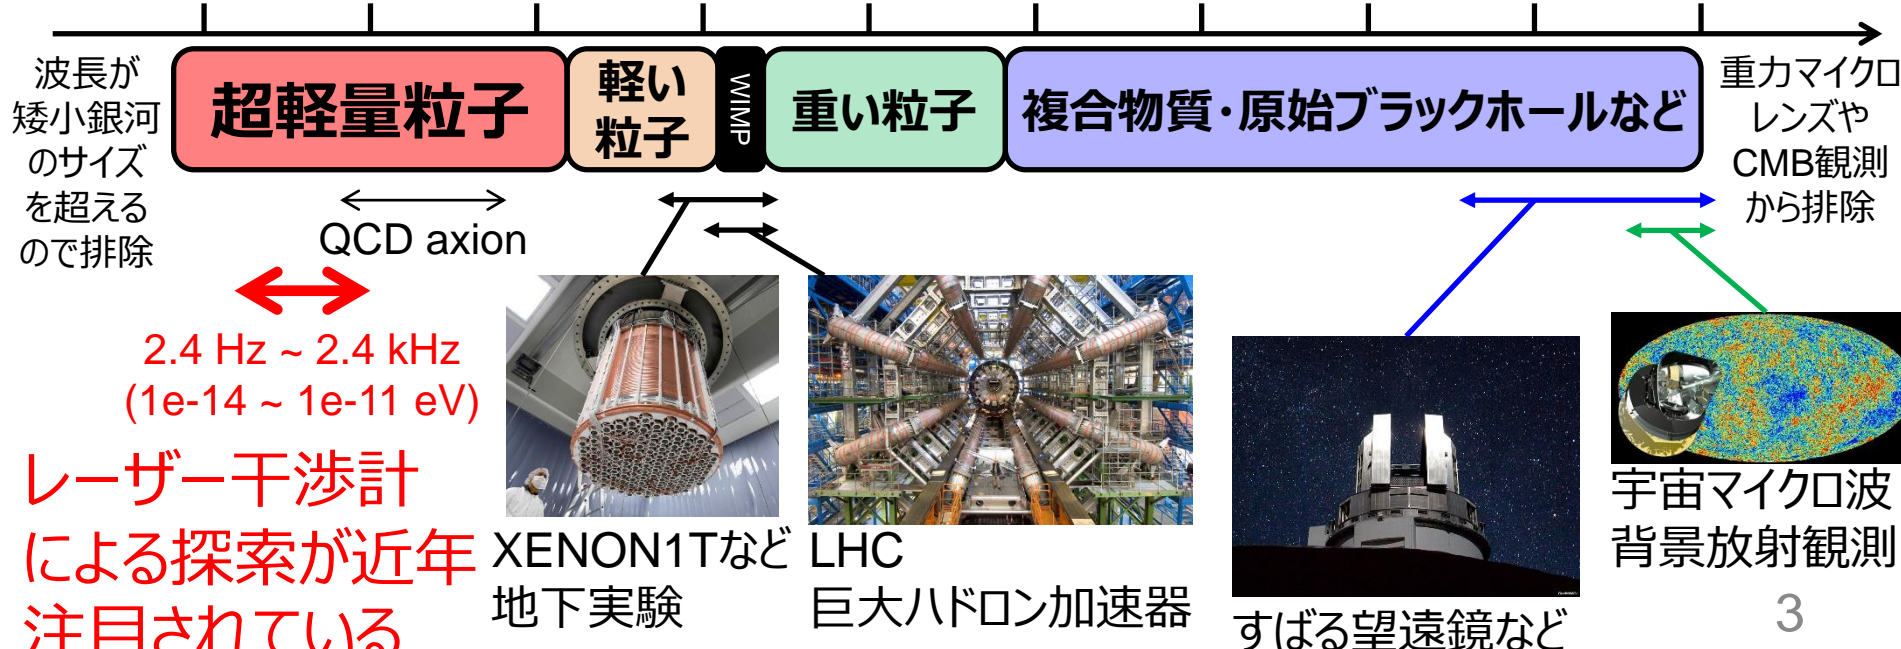 波長が
矮小銀河
のサイズ
を超える
ので排除
超軽量粒子
軽い
粒子
WIMP
重い粒子
複合物質・原始ブラックホールなど
重力マイクロ
レンズや
CMB観測
から排除
QCD axion
2.4 Hz ~ 2.4 kHz
(1e-14 ~ 1e-11 eV)
レーザー干渉計
による探索が近年
注目されている
XENON1Tなど
地下実験
LHC
巨大ハドロン加速器
すばる望遠鏡など
宇宙マイクロ波
背景放射観測
3